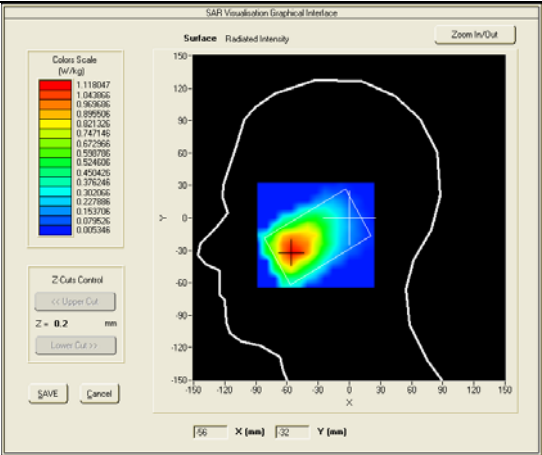 SAR Visualisation Graphical Interface
Surface Radiated Intensity
Zoom In/Out
Colors Scale
(W/kg)
1.118047
1.043866
0.969686
0.895506
0.821326
0.747146
0.672966
0.598786
0.524606
0.450426
0.376246
0.302066
0.227886
0.153706
0.079526
0.005346
Z-Cuts Control
<< Upper Cut
Z = 0.2 mm
Lower Cut >>
SAVE Cancel
150-
120-
90-
60-
30-
0-
-30-
-60-
-90-
-120-
-150-
Y
-150 -120 -90 -60 -30 0 30 60 90 120 150
X
-56 X (mm) -32 Y (mm)